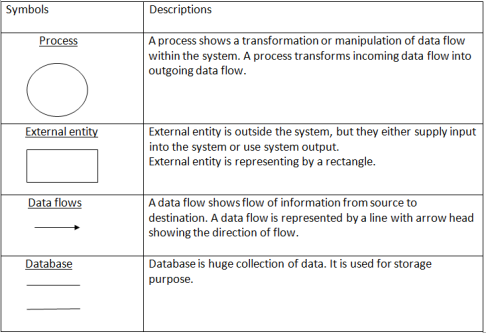 Symbols
Descriptions
Process
A process shows a transformation or manipulation of data flow
within the system. A process transforms incoming data flow into
outgoing data flow.
External entity
External entity is outside the system, but they either supply input
into the system or use system output.
External entity is representing by a rectangle.
Data flows
A data flow shows flow of information from source to
destination. A data flow is represented by a line with arrow head
showing the direction of flow.
Database
Database is huge collection of data. It is used for storage
purpose.